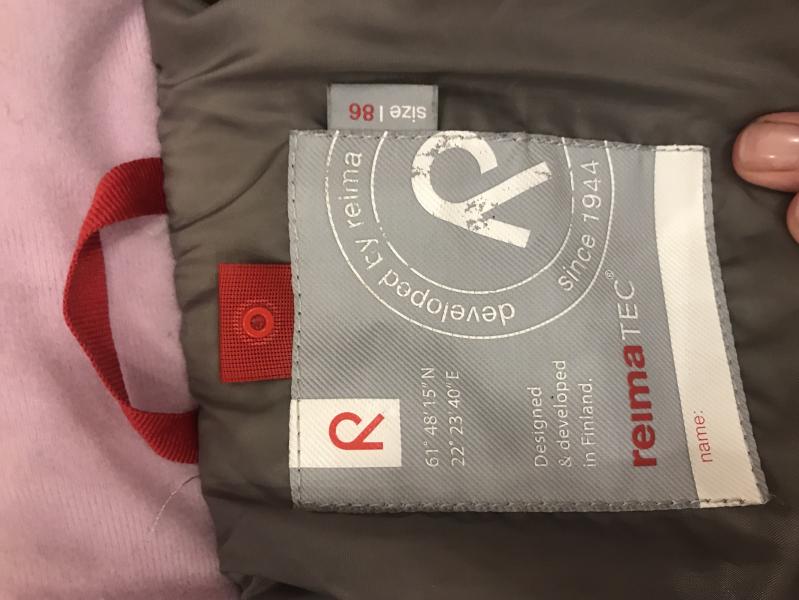 size | 86
developed by reima
since 1944
R
R
61° 48'15"N
22° 23'40"E
Designed
& developed
in Finland.
reimaTEC®
name: